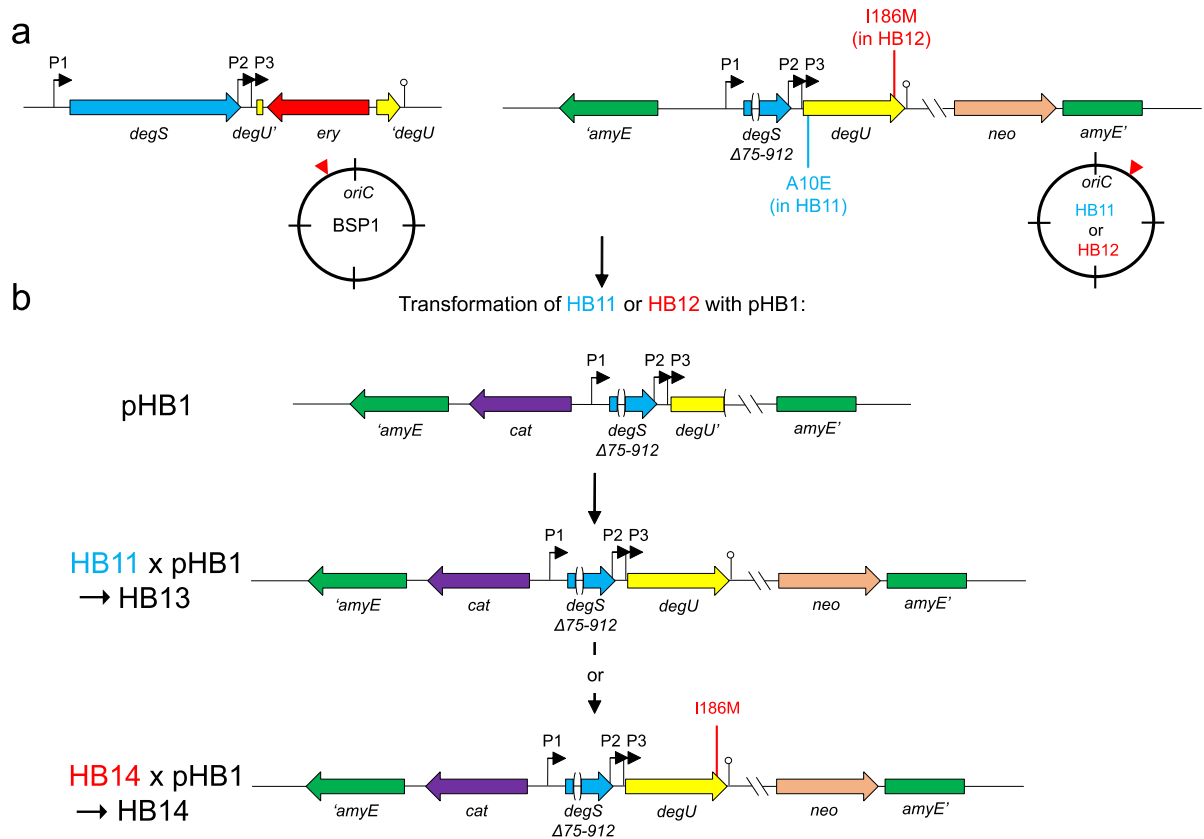 a
P1
P2
P3
degS
degU’
ery
‘degU
oriC
BSP1
I186M
(in HB12)
P1
P2
P3
‘amyE
degS
Δ75-912
degU
neo
amyE’
A10E
(in HB11)
oriC
HB11
or
HB12
b
Transformation of HB11 or HB12 with pHB1:
pHB1
P1
P2
P3
‘amyE
cat
degS
Δ75-912
degU’
amyE’
HB11 x pHB1
→ HB13
P1
P2
P3
‘amyE
cat
degS
Δ75-912
degU
neo
amyE’
or
HB14 x pHB1
→ HB14
P1
P2
P3
I186M
‘amyE
cat
degS
Δ75-912
degU
neo
amyE’